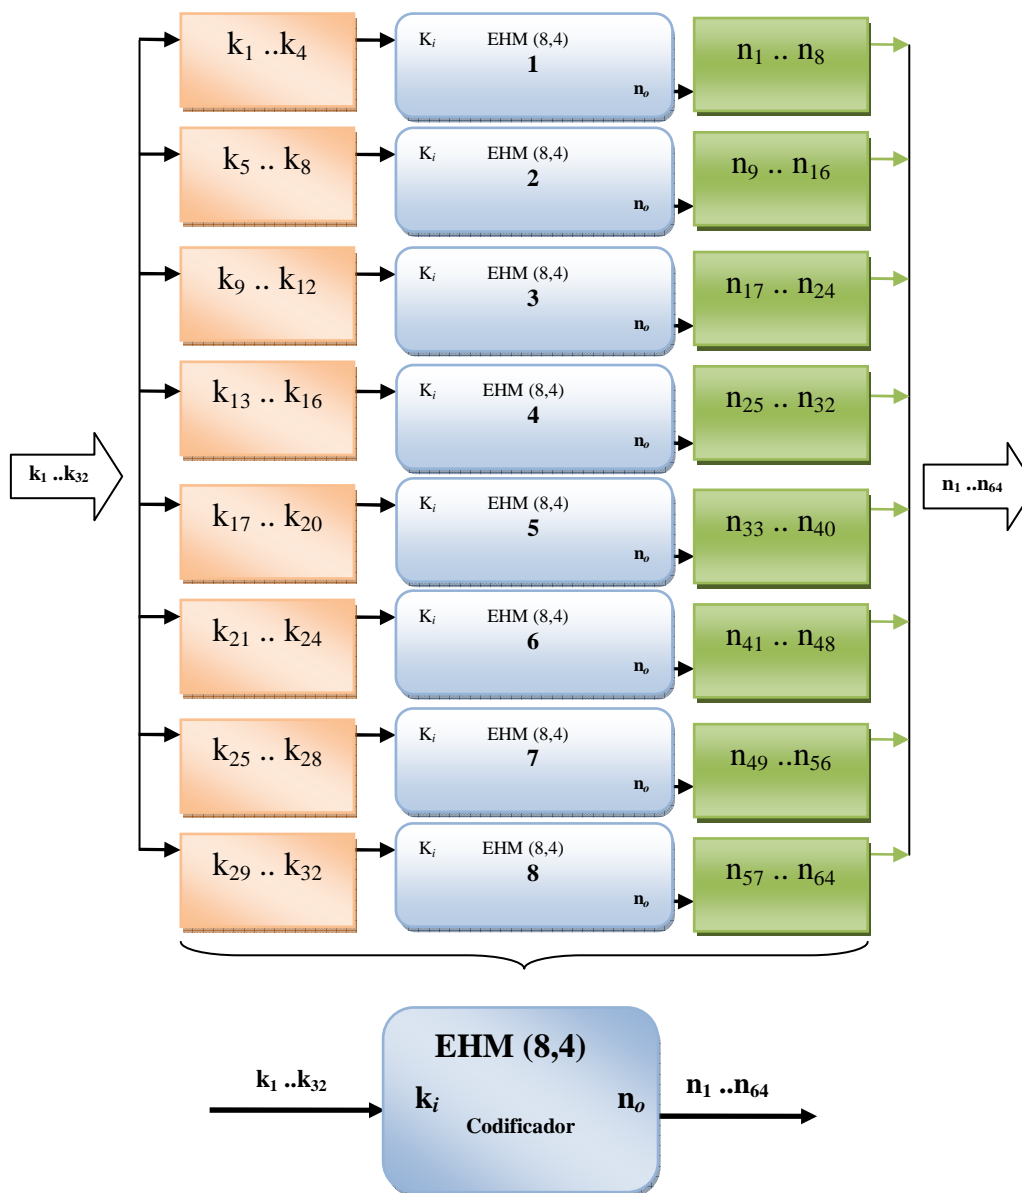 k1 ..k4
Ki EHM (8,4)
1
no
n1 .. n8
k5 .. k8
Ki EHM (8,4)
2
no
n9 .. n16
k9 .. k12
Ki EHM (8,4)
3
no
n17 .. n24
k13 .. k16
Ki EHM (8,4)
4
no
n25 .. n32
k1 ..k32
n1 ..n64
k17 .. k20
Ki EHM (8,4)
5
no
n33 .. n40
k21 .. k24
Ki EHM (8,4)
6
no
n41 .. n48
k25 .. k28
Ki EHM (8,4)
7
no
n49 ..n56
k29 .. k32
Ki EHM (8,4)
8
no
n57 .. n64
EHM (8,4)
k1 ..k32
ki no
n1 ..n64
Codificador